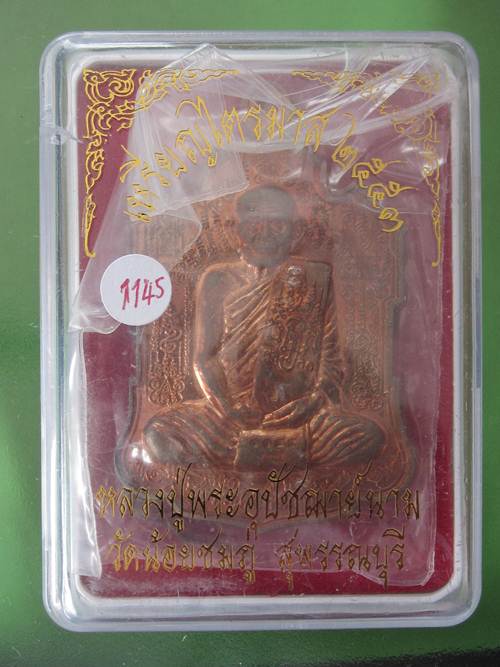 เหรียญไตรมาส ๒๕๕๓
1145
หลวงปู่พระอุปัชฌาย์นาม
วัดน้อยชมภู่ สุพรรณบุรี